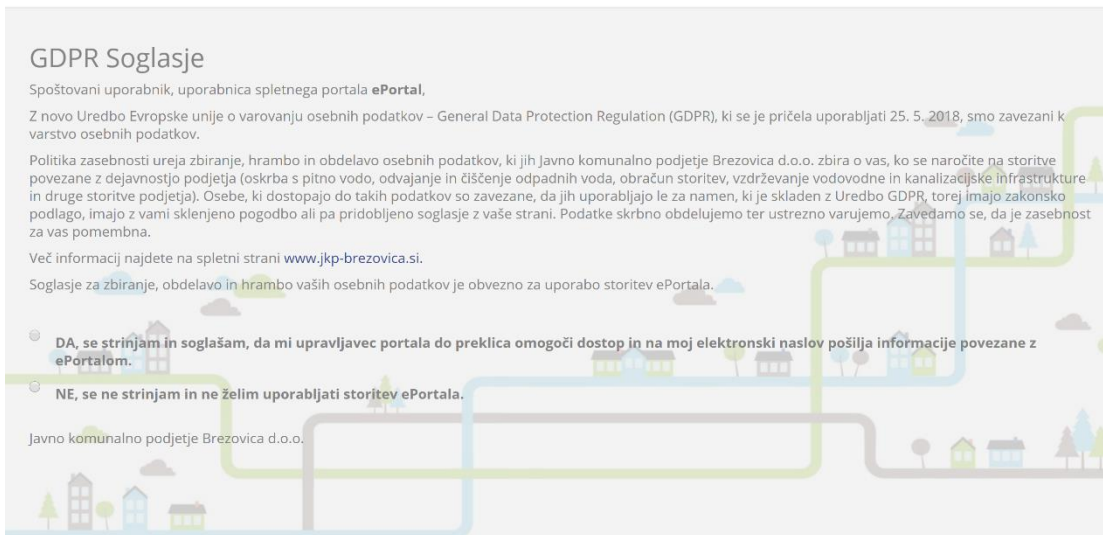 GDPR Soglasje
Spoštovani uporabnik, uporabnica spletnega portala ePortal,
Z novo Uredbo Evropske unije o varovanju osebnih podatkov – General Data Protection Regulation (GDPR), ki se je pričela uporabljati 25. 5. 2018, smo zavezani k
varstvo osebnih podatkov.
Politika zasebnosti ureja zbiranje, hrambo in obdelavo osebnih podatkov, ki jih Javno komunalno podjetje Brezovica d.o.o. zbira o vas, ko se naročite na storitve
povezane z dejavnostjo podjetja (oskrba s pitno vodo, odvajanje in čiščenje odpadnih voda, obračun storitev, vzdrževanje vodovodne in kanalizacijske infrastrukture
in druge storitve podjetja). Osebe, ki dostopajo do takih podatkov so zavezane, da jih uporabljajo le za namen, ki je skladen z Uredbo GDPR, torej imajo zakonsko
podlago, imajo z vami sklenjeno pogodbo ali pa pridobljeno soglasje z vaše strani. Podatke skrbno obdelujemo ter ustrezno varujemo. Zavedamo se, da je zasebnost
za vas pomembna.
Več informacij najdete na spletni strani www.jkp-brezovica.si.
Soglasje za zbiranje, obdelavo in hrambo vaših osebnih podatkov je obvezno za uporabo storitev ePortala.
DA, se strinjam in soglašam, da mi upravljavec portala do preklica omogoči dostop in na moj elektronski naslov pošilja informacije povezane z
ePortalom.
NE, se ne strinjam in ne želim uporabljati storitev ePortala.
Javno komunalno podjetje Brezovica d.o.o.